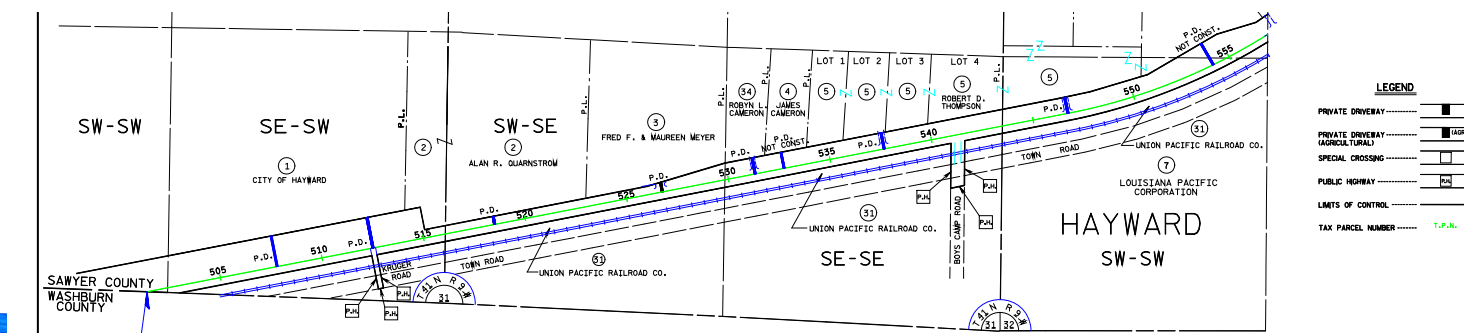 SW-SW
SE-SW
1
CITY OF HAYWARD
P.L.
2
SW-SE
2
ALAN R. QUARNSTROM
P.L.
3
FRED F. & MAUREEN MEYER
P.L.
34
ROBYN L.
CAMERON
P.L.
4
JAMES
CAMERON
LOT 1
5
LOT 2
5
LOT 3
5
LOT 4
5
ROBERT D.
THOMPSON
P.L.
5
P.D.
NOT CONST.
P.D.
P.D.
P.D.
P.D.
P.D.
P.D.
NOT CONST.
P.D.
P.D.
505
510
515
520
525
530
535
540
550
555
SAWYER COUNTY
WASHBURN
COUNTY
KRUGER
ROAD
TOWN ROAD
P.H.
P.H.
P.H.
T 41 N R 9 W
31
31
UNION PACIFIC RAILROAD CO.
31
UNION PACIFIC RAILROAD CO.
SE-SE
BOYS CAMP ROAD
P.H.
P.H.
P.H.
TOWN ROAD
31
UNION PACIFIC RAILROAD CO.
7
LOUISIANA PACIFIC
CORPORATION
HAYWARD
SW-SW
T 41 N R 9 W
31 32
LEGEND
PRIVATE DRIVEWAY
PRIVATE DRIVEWAY
(AGRICULTURAL)
SPECIAL CROSSING
PUBLIC HIGHWAY P.H.
LIMITS OF CONTROL
TAX PARCEL NUMBER T.P.N.